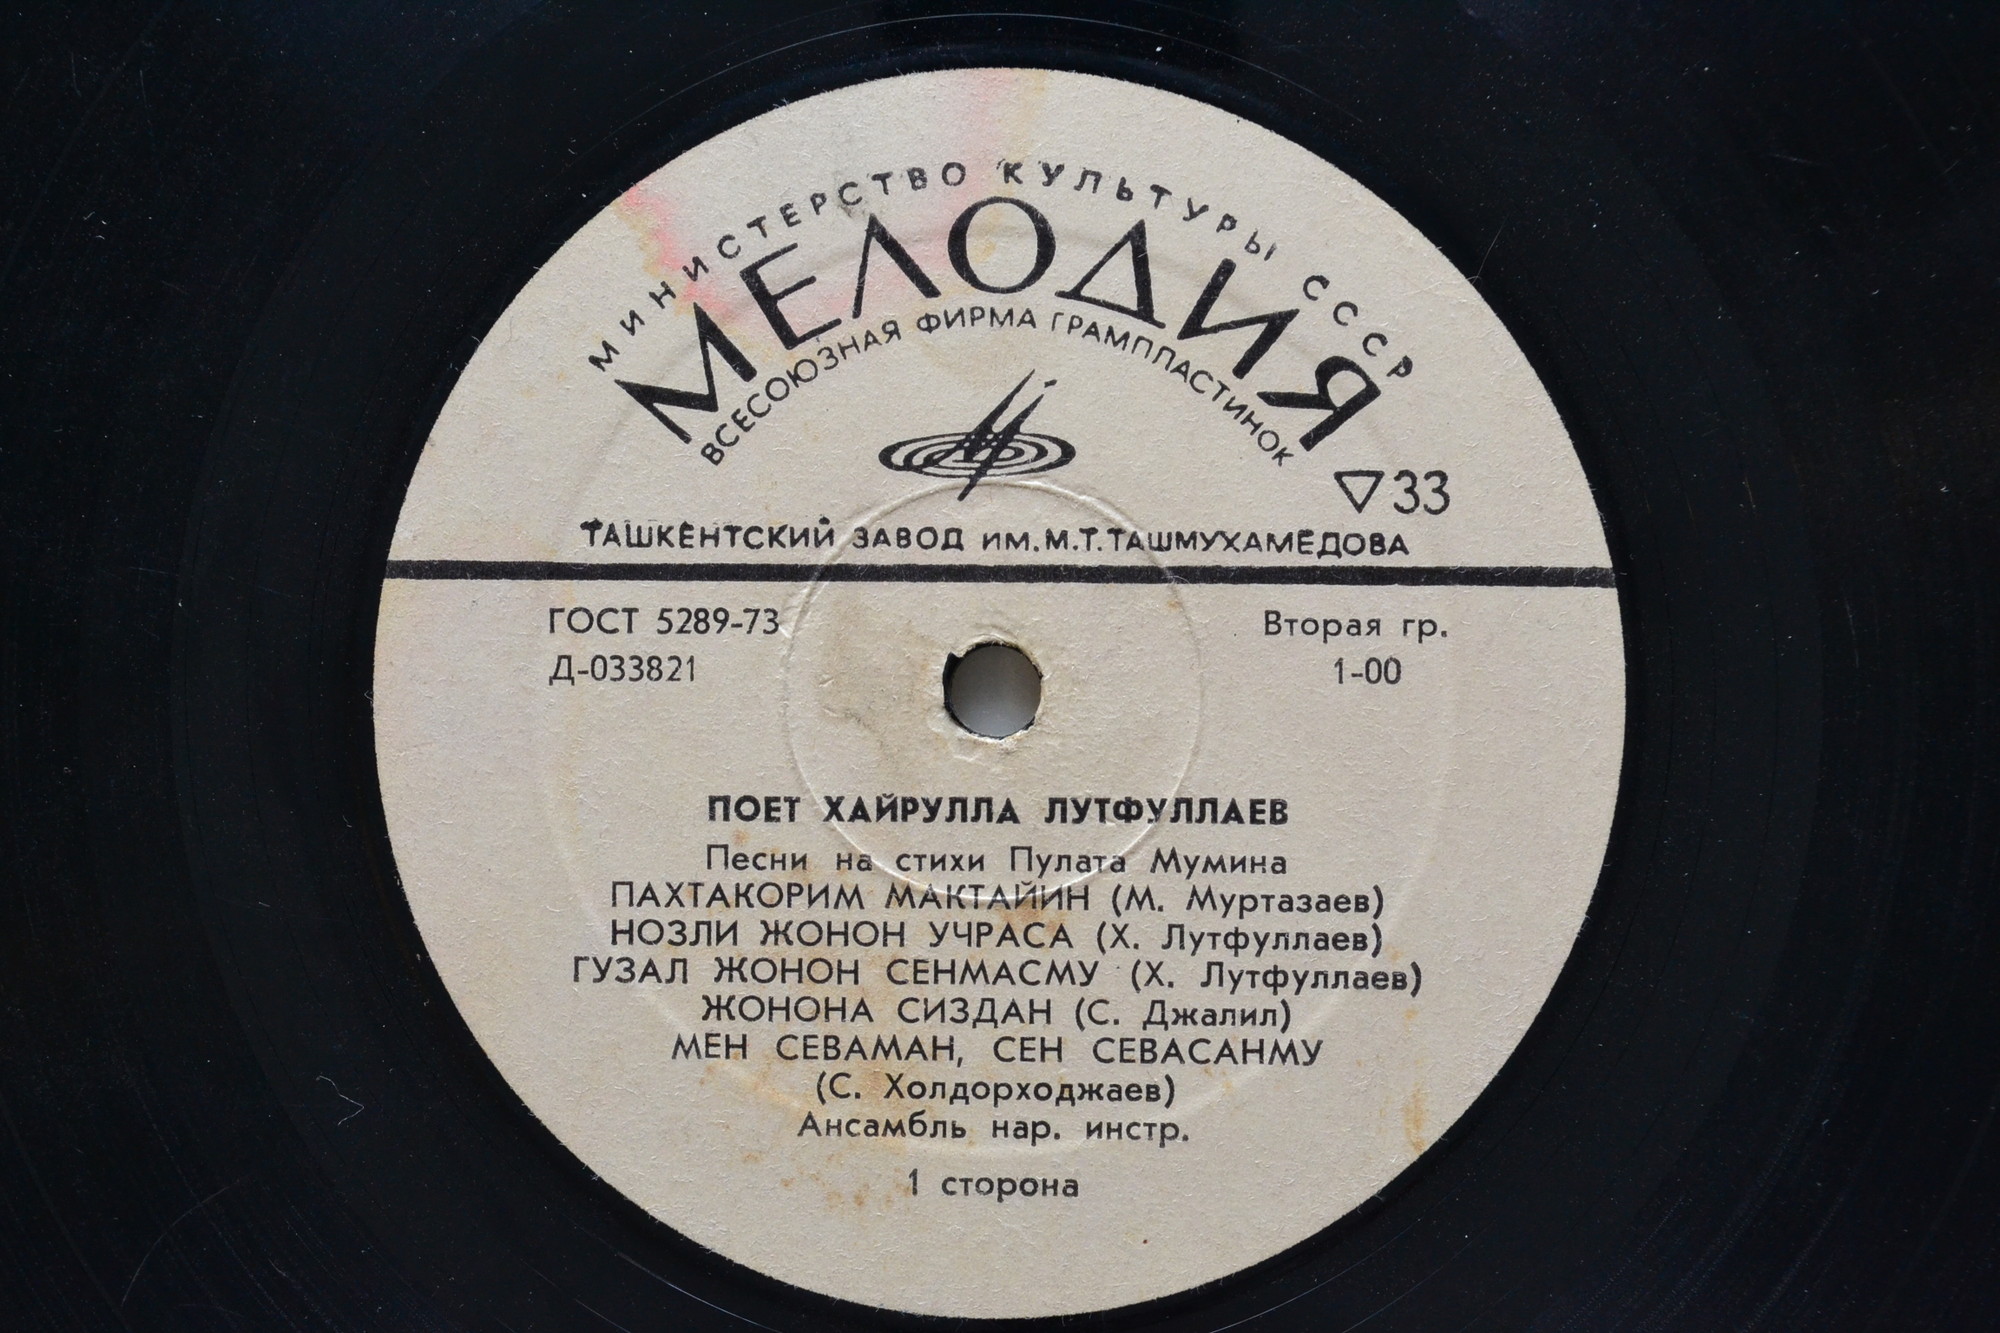 МИНИСТЕРСТВО КУЛЬТУРЫ СССР
МЕЛОДИЯ
ВСЕСОЮЗНАЯ ФИРМА ГРАМПЛАСТИНОК
▽33
ТАШКЕНТСКИЙ ЗАВОД ИМ.М.Т.ТАШМУХАМЕДОВА
ГОСТ 5289-73
Д-033821
Вторая гр.
1-00
ПОЕТ ХАЙРУЛЛА ЛУТФУЛЛАЕВ
Песни на стихи Пулата Мумина
ПАХТАКОРИМ МАКТАЙИН (М. Муртазаев)
НОЗЛИ ЖОНОН УЧРАСА (Х. Лутфуллаев)
ГУЗАЛ ЖОНОН СЕНМАСМУ (Х. Лутфуллаев)
ЖОНОНА СИЗДАН (С. Джалил)
МЕН СЕВАМАН, СЕН СЕВАСАНМУ
(С. Холдорходжаев)
Ансамбль нар. инстр.
1 сторона